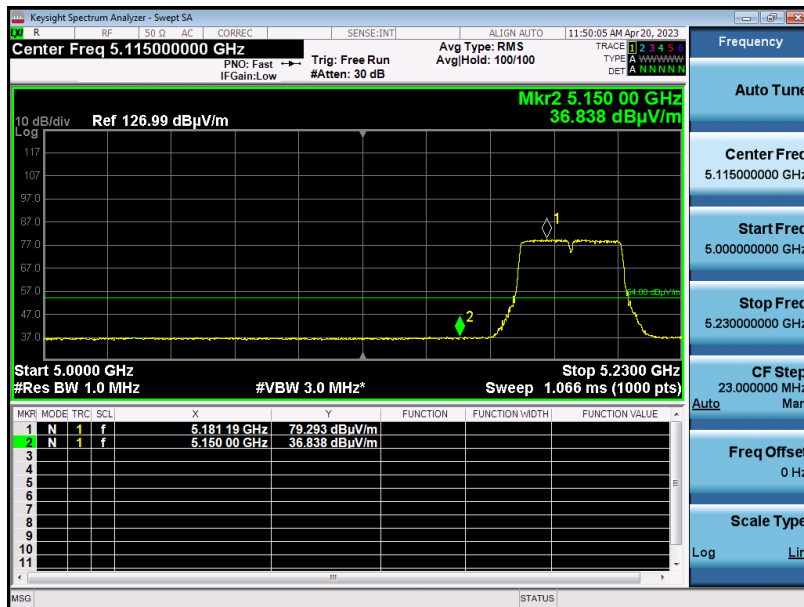 Keysight Spectrum Analyzer - Swept SA
LXI R RF 50 Ω AC CORREC SENSE:INT ALIGN AUTO 11:50:05 AM Apr 20, 2023
Center Freq 5.115000000 GHz
PNO: Fast
IFGain:Low
Trig: Free Run
#Atten: 30 dB
Avg Type: RMS
Avg|Hold: 100/100
TRACE 1 2 3 4 5 6
TYPE A WWWWW
DET A N N N N N
Mkr2 5.150 00 GHz
36.838 dBµV/m
10 dB/div Ref 126.99 dBµV/m
Log
117
107
97.0
87.0
77.0
67.0
57.0
47.0
37.0
1
2
54.00 dBµV/m
Start 5.0000 GHz Stop 5.2300 GHz
#Res BW 1.0 MHz #VBW 3.0 MHz* Sweep 1.066 ms (1000 pts)
MKR MODE TRC SCL X Y FUNCTION FUNCTION WIDTH FUNCTION VALUE
1 N 1 f 5.181 19 GHz 79.293 dBµV/m
2 N 1 f 5.150 00 GHz 36.838 dBµV/m
3
4
5
6
7
8
9
10
11
MSG STATUS
Frequency
Auto Tune
Center Freq
5.115000000 GHz
Start Freq
5.000000000 GHz
Stop Freq
5.230000000 GHz
CF Step
23.000000 MHz
Auto Man
Freq Offset
0 Hz
Scale Type
Log Lin